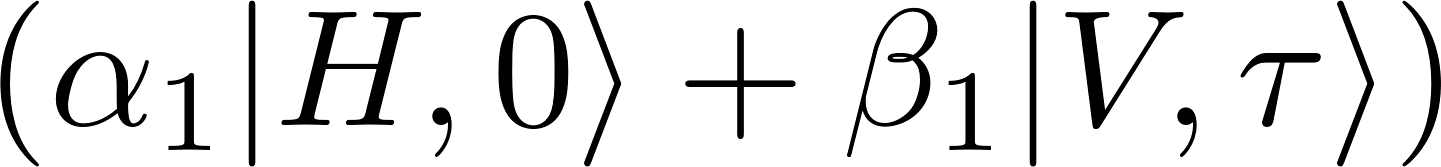 (α₁|H, 0⟩ + β₁|V, τ⟩)